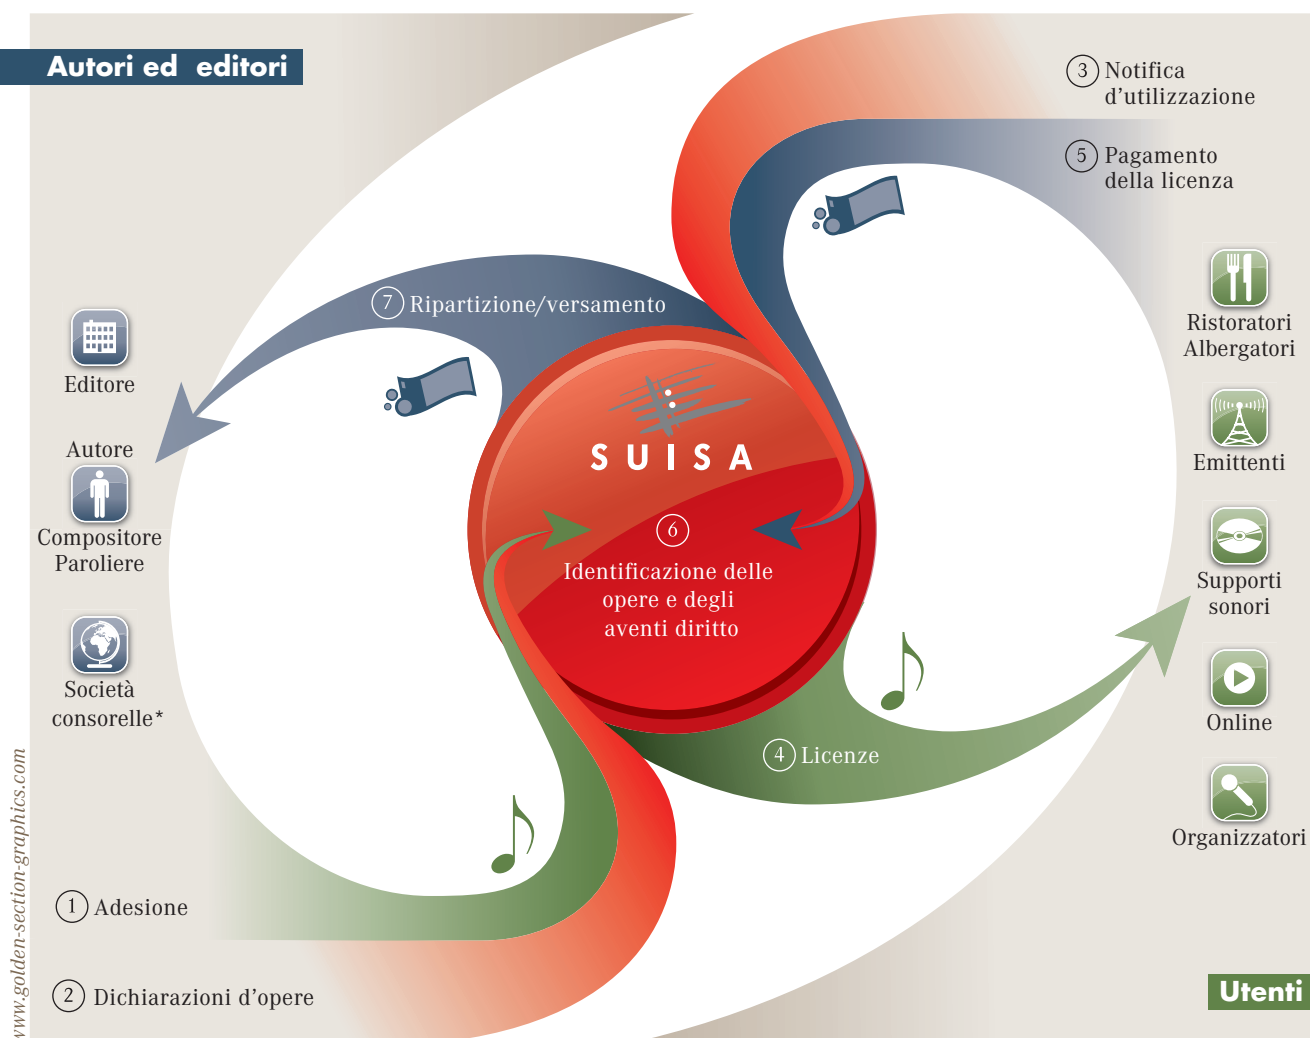 Autori ed editori
3 Notifica
d'utilizzazione
5 Pagamento
della licenza
7 Ripartizione/versamento
Editore
Autore
Compositore
Paroliere
Società
consorelle*
SUISA
6
Identificazione delle
opere e degli
aventi diritto
Ristoratori
Albergatori
Emittenti
Supporti
sonori
Online
Organizzatori
4 Licenze
1 Adesione
2 Dichiarazioni d'opere
Utenti
www.golden-section-graphics.com